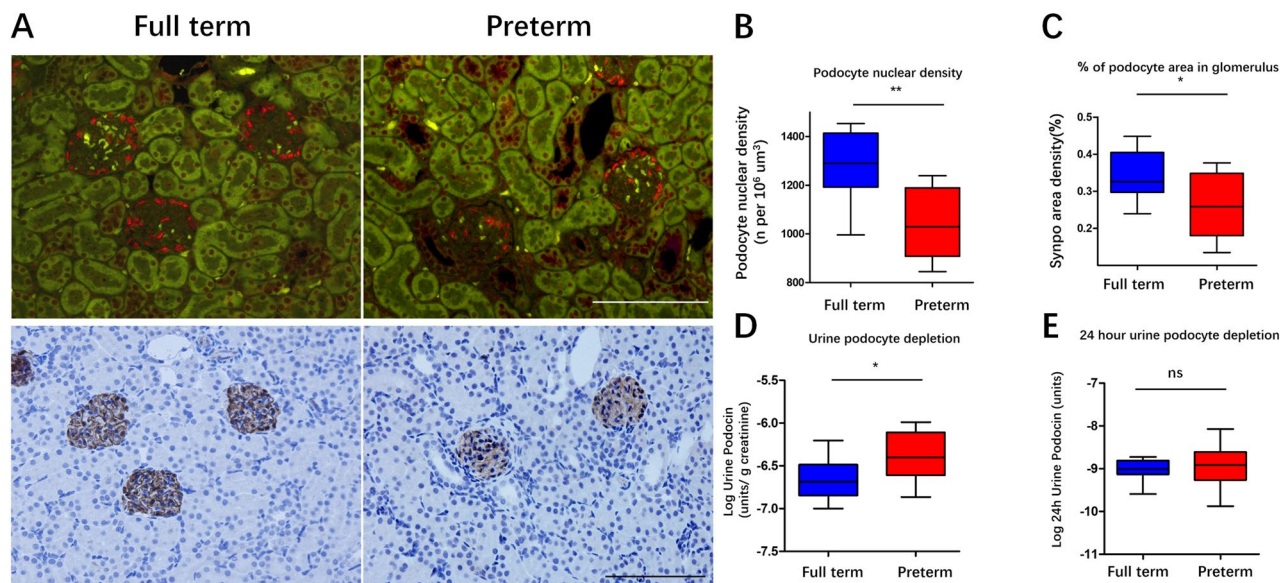 A
Full term
Preterm
B
Podocyte nuclear density
**
Podocyte nuclear density
(n per 10⁶ um³)
1400
1200
1000
800
Full term
Preterm
C
% of podocyte area in glomerulus
*
Synpo area density(%)
0.5
0.4
0.3
0.2
Full term
Preterm
D
Urine podocyte depletion
*
Log Urine Podocin
(units/ g creatinine)
-5.5
-6.0
-6.5
-7.0
-7.5
Full term
Preterm
E
24 hour urine podocyte depletion
ns
Log 24h Urine Podocin (units)
-7
-8
-9
-10
-11
Full term
Preterm